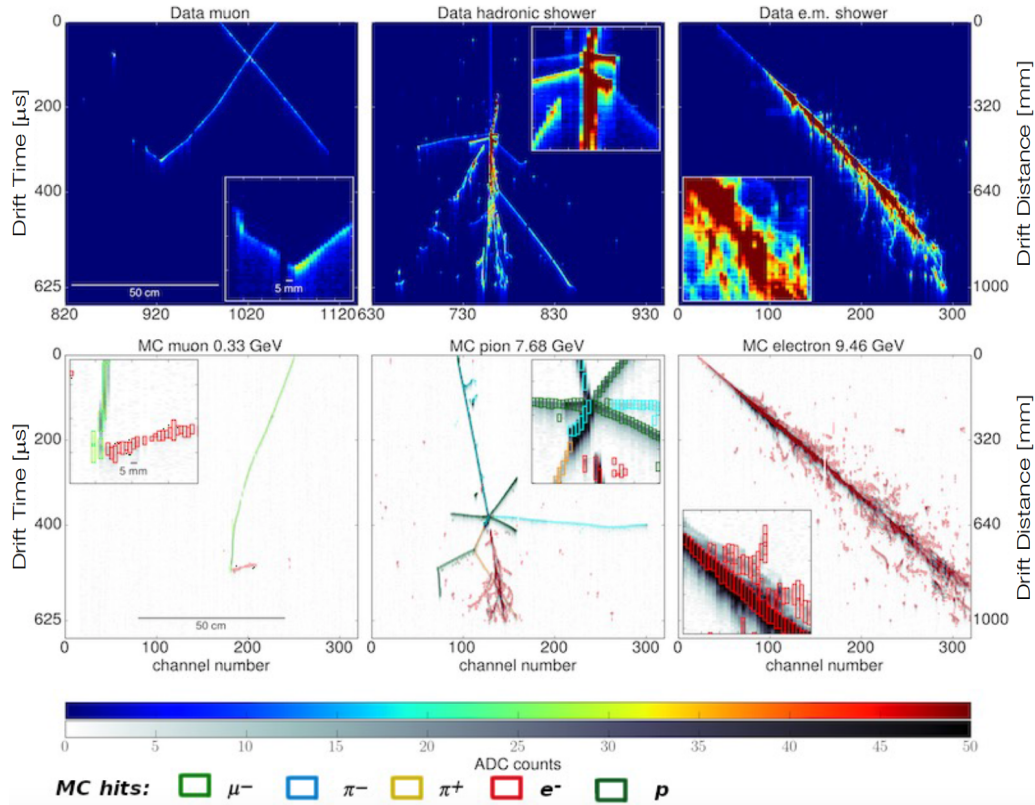 Data muon
Data hadronic shower
Data e.m. shower
Drift Time [μs]
0
200
400
625
50 cm
5 mm
820 920 1020 1120
630 730 830 930
0 100 200 300
0
320
640
1000
Drift Distance [mm]
MC muon 0.33 GeV
MC pion 7.68 GeV
MC electron 9.46 GeV
Drift Time [μs]
0
200
400
625
5 mm
50 cm
0 100 200 300
0 100 200 300
0 100 200 300
0
320
640
1000
Drift Distance [mm]
channel number
channel number
channel number
0 5 10 15 20 25 30 35 40 45 50
ADC counts
MC hits: μ− π− π+ e- p